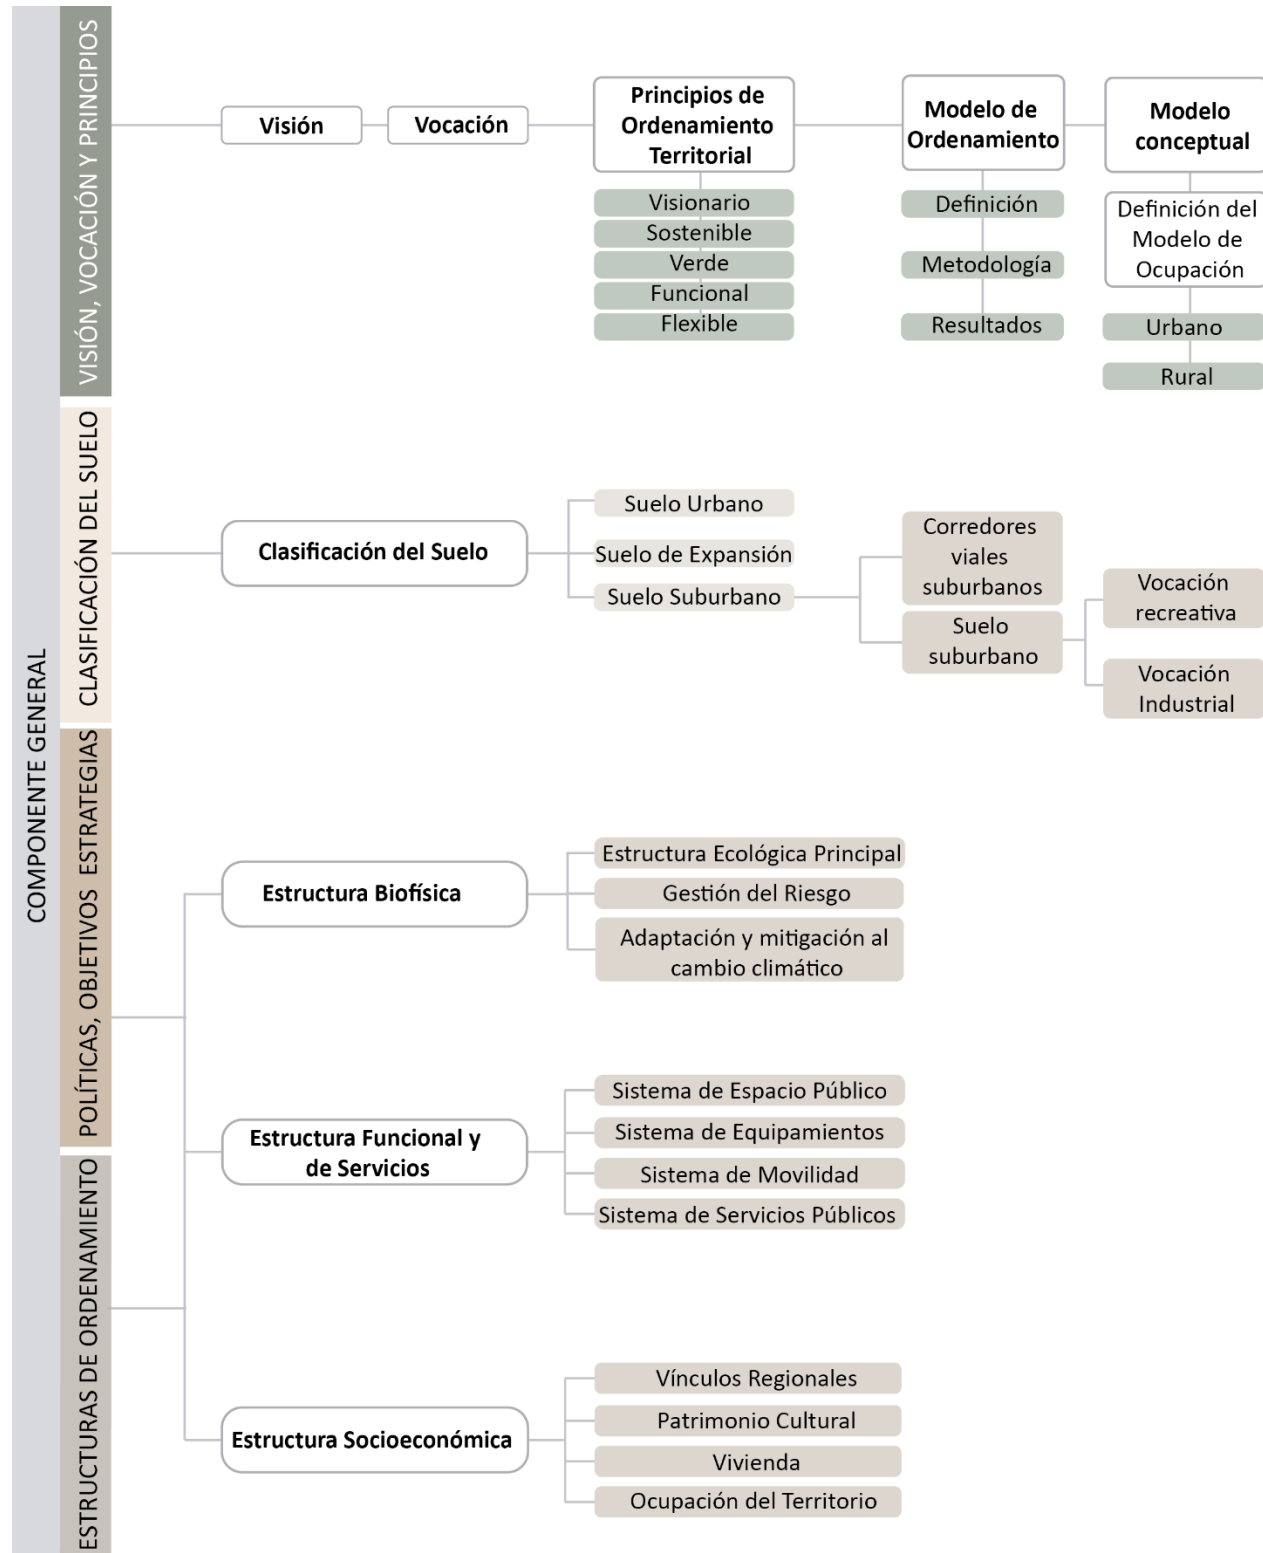 COMPONENTE GENERAL
VISIÓN, VOCACIÓN Y PRINCIPIOS
Visión
Vocación
Principios de
Ordenamiento
Territorial
Visionario
Sostenible
Verde
Funcional
Flexible
Modelo de
Ordenamiento
Definición
Metodología
Resultados
Modelo
conceptual
Definición del
Modelo de
Ocupación
Urbano
Rural
CLASIFICACIÓN DEL SUELO
Clasificación del Suelo
Suelo Urbano
Suelo de Expansión
Suelo Suburbano
Corredores
viales
suburbanos
Suelo
suburbano
Vocación
recreativa
Vocación
Industrial
POLÍTICAS, OBJETIVOS ESTRATEGIAS
ESTRUCTURAS DE ORDENAMIENTO
Estructura Biofísica
Estructura Ecológica Principal
Gestión del Riesgo
Adaptación y mitigación al
cambio climático
Estructura Funcional y
de Servicios
Sistema de Espacio Público
Sistema de Equipamientos
Sistema de Movilidad
Sistema de Servicios Públicos
Estructura Socioeconómica
Vínculos Regionales
Patrimonio Cultural
Vivienda
Ocupación del Territorio